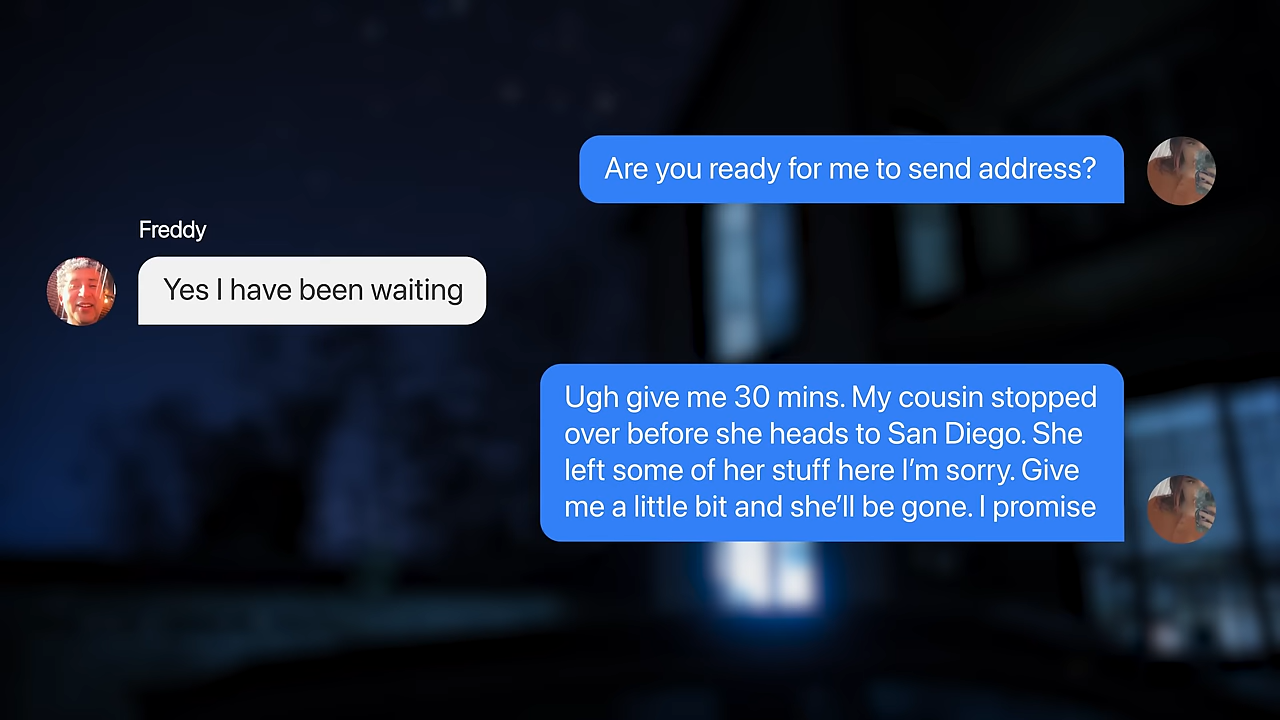 Are you ready for me to send address?
Freddy
Yes I have been waiting
Ugh give me 30 mins. My cousin stopped
over before she heads to San Diego. She
left some of her stuff here I’m sorry. Give
me a little bit and she’ll be gone. I promise